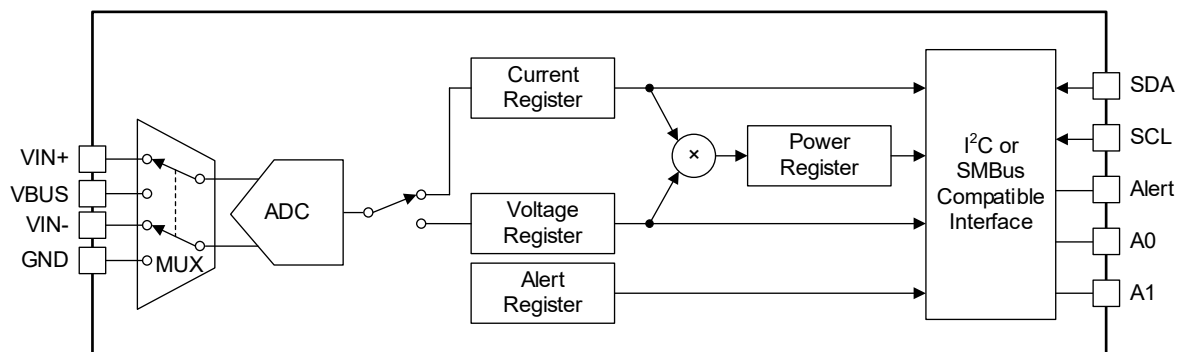 VIN+
VBUS
VIN-
GND
MUX
ADC
Current
Register
Voltage
Register
Alert
Register
×
Power
Register
I²C or
SMBus
Compatible
Interface
SDA
SCL
Alert
A0
A1